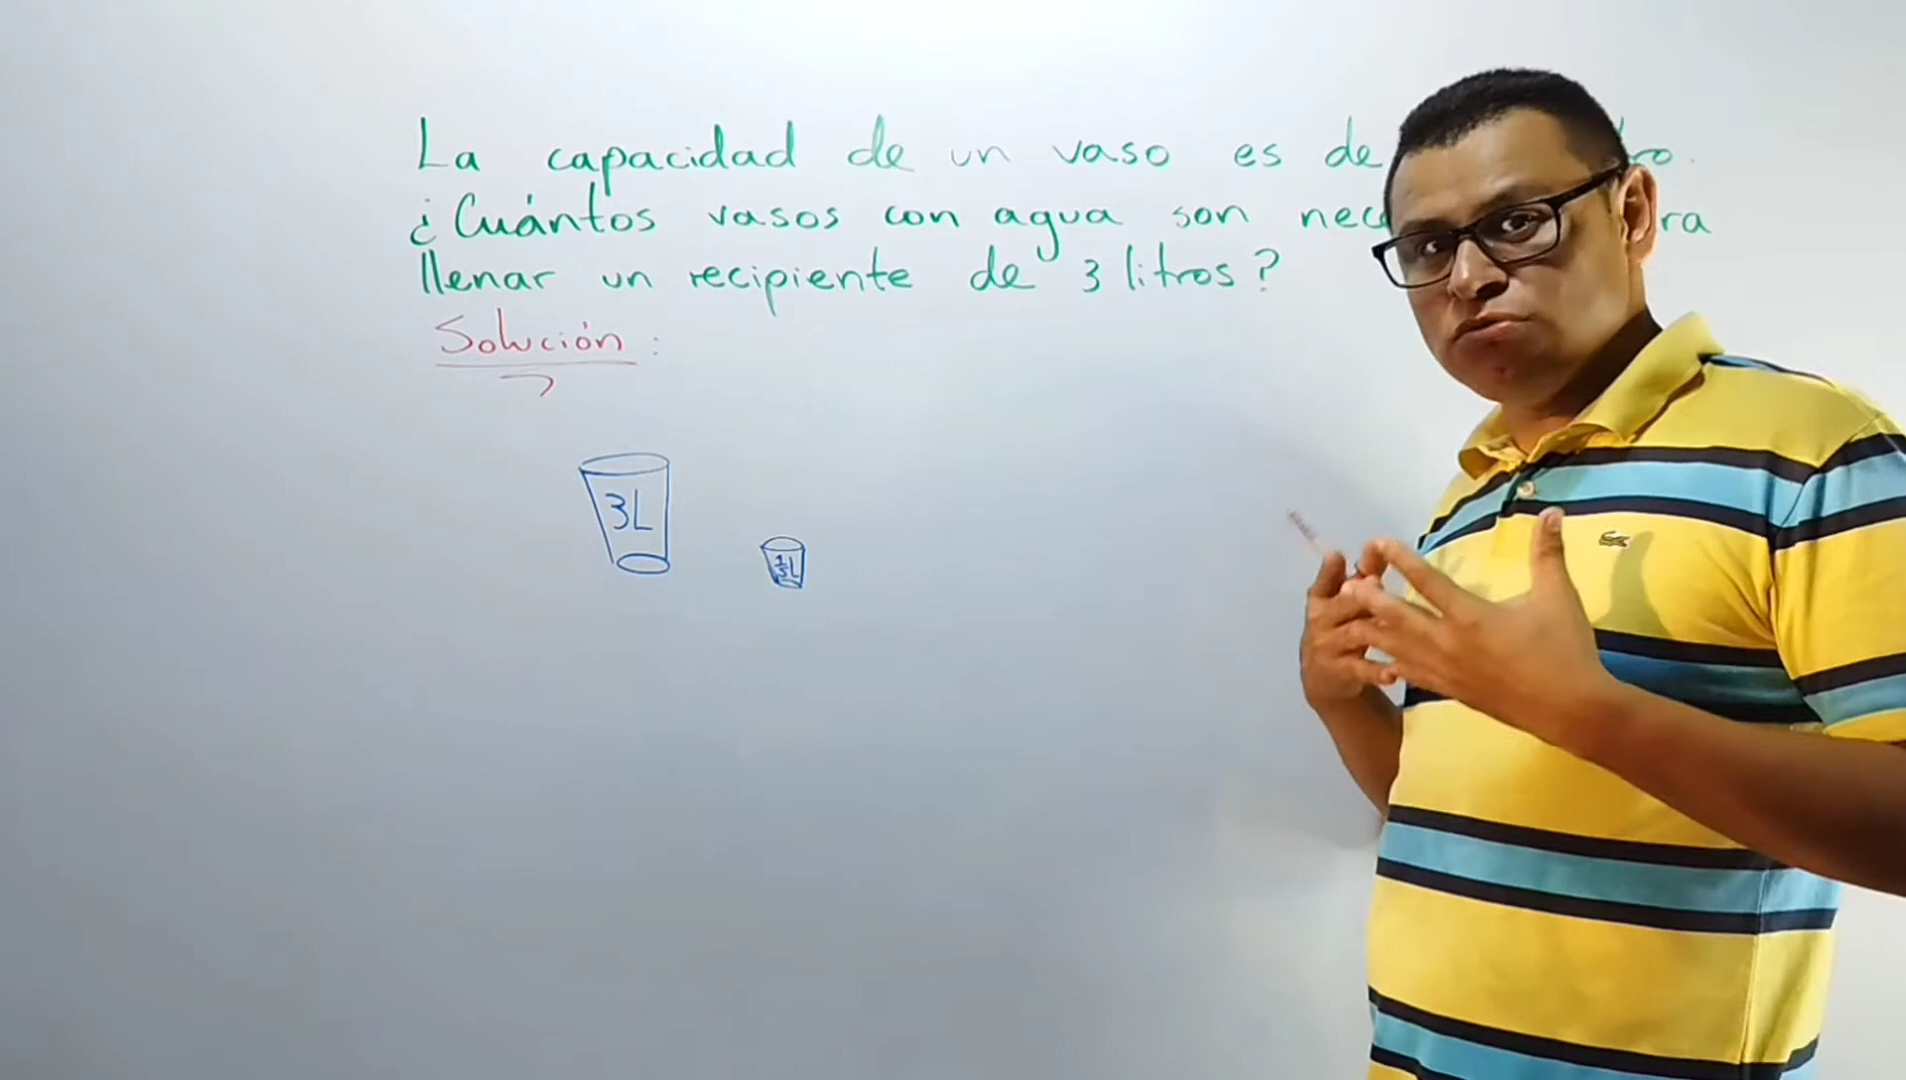 La capacidad de un vaso es de
¿Cuántos vasos con agua son
llenar un recipiente de 3 litros?
Solución:
3L